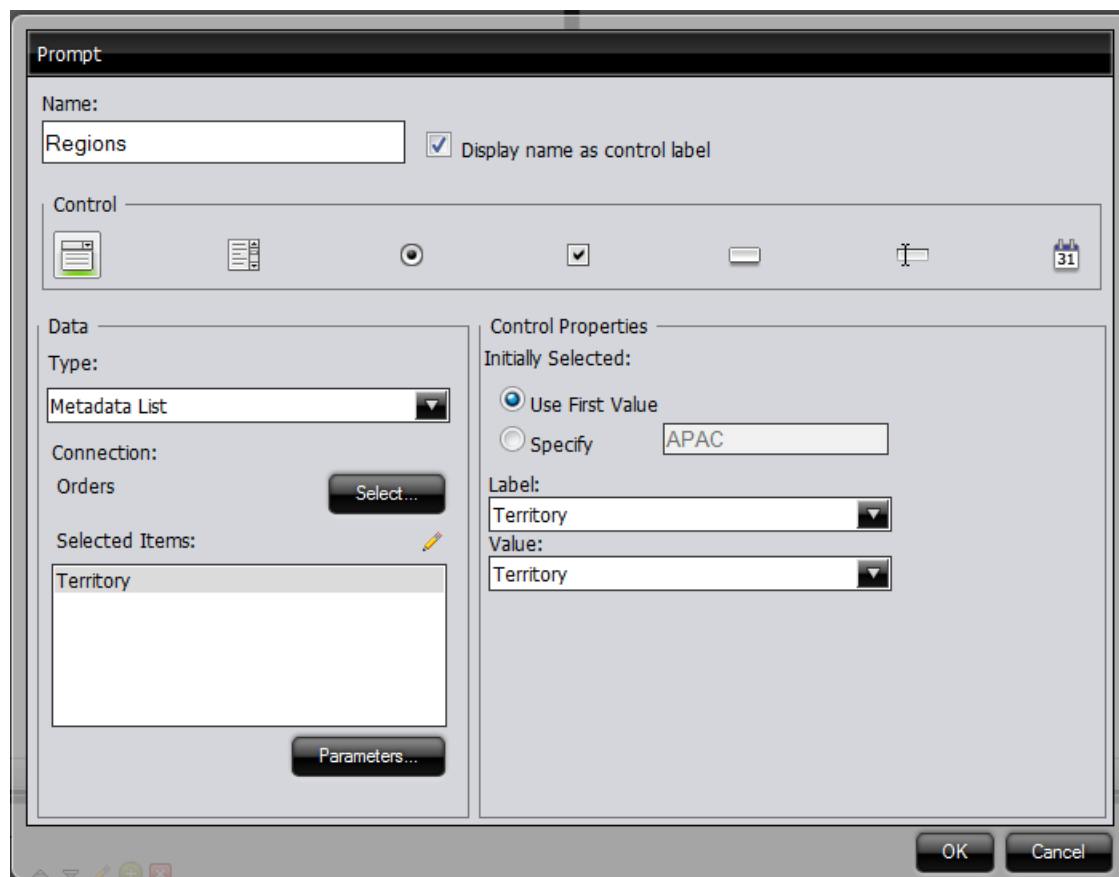 Prompt
Name:
Regions
Display name as control label
Control
31
Data
Type:
Metadata List
Connection:
Orders
Select...
Selected Items:
Territory
Parameters...
Control Properties
Initially Selected:
Use First Value
Specify
APAC
Label:
Territory
Value:
Territory
OK
Cancel